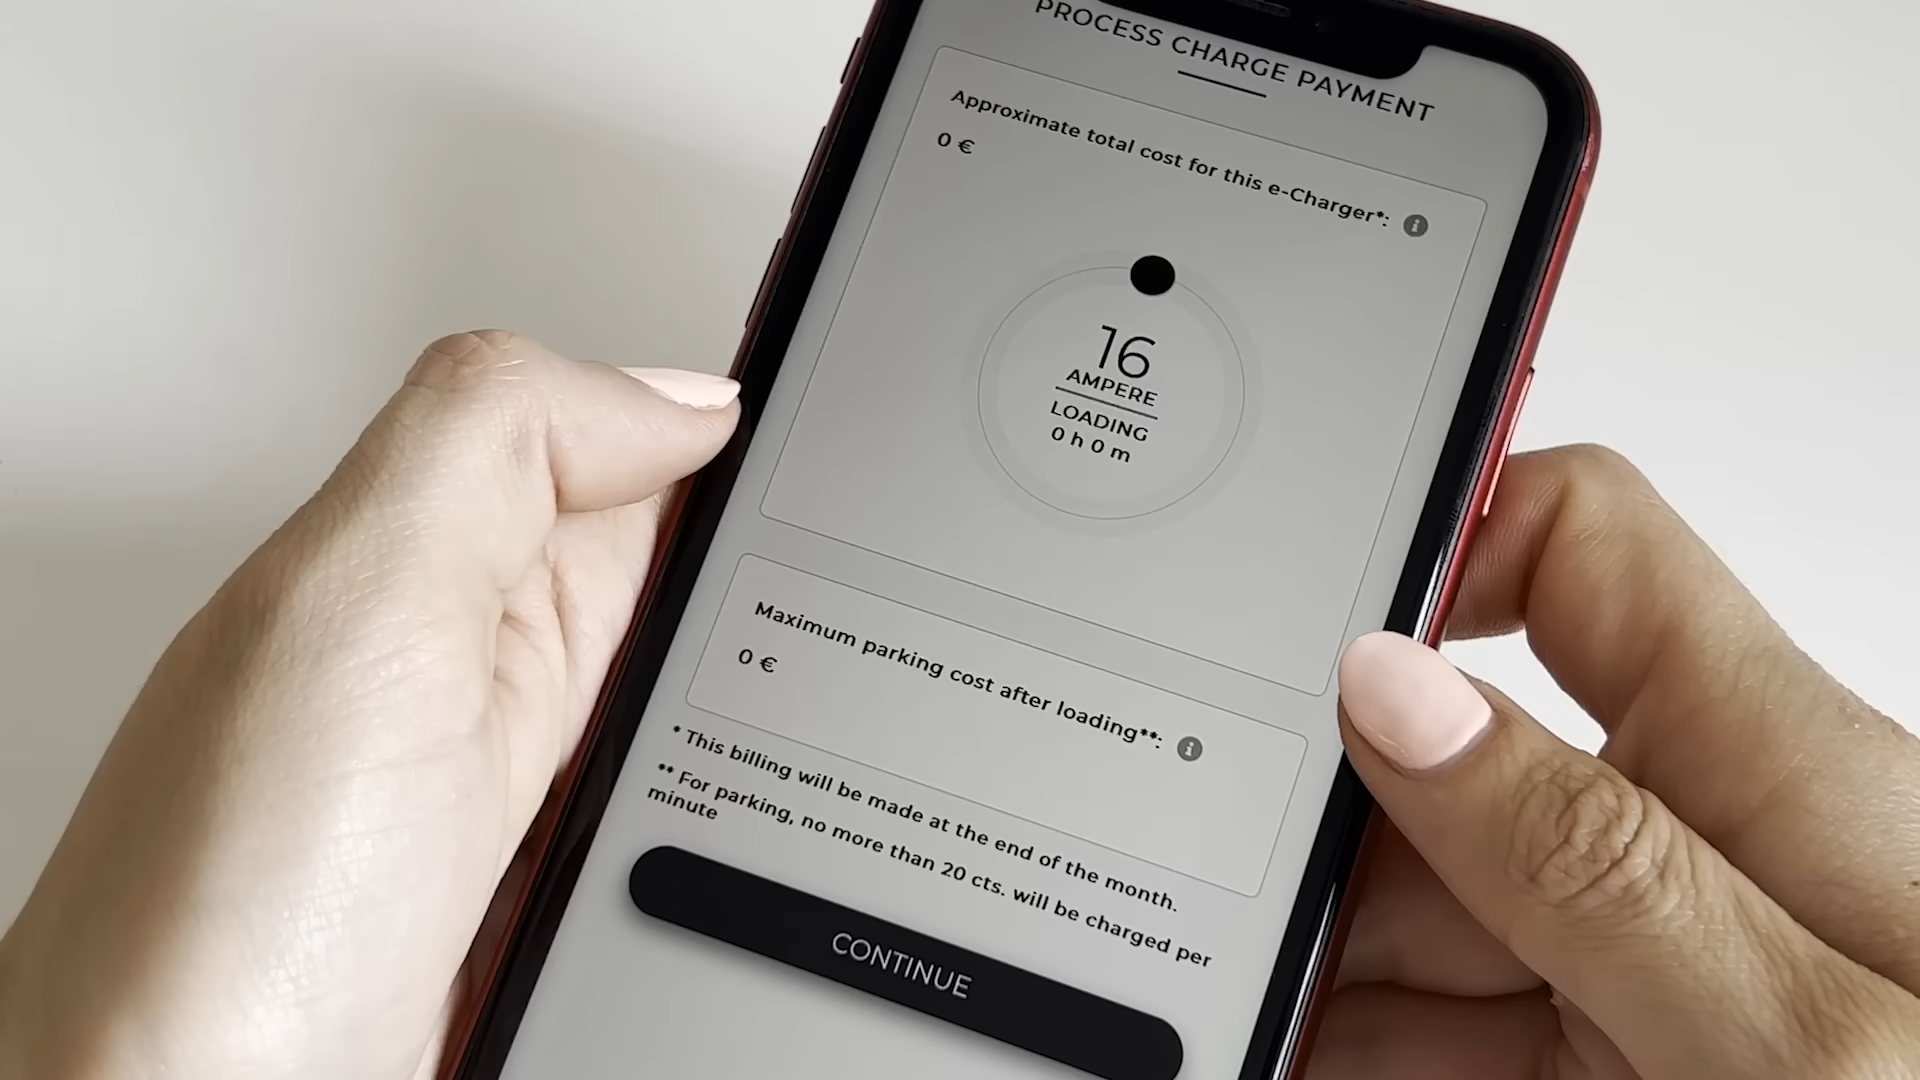 PROCESS CHARGE PAYMENT
Approximate total cost for this e-Charger*:
0 €
16
AMPERE
LOADING
0 h 0 m
Maximum parking cost after loading**:
0 €
* This billing will be made at the end of the month.
** For parking, no more than 20 cts. will be charged per
minute
CONTINUE